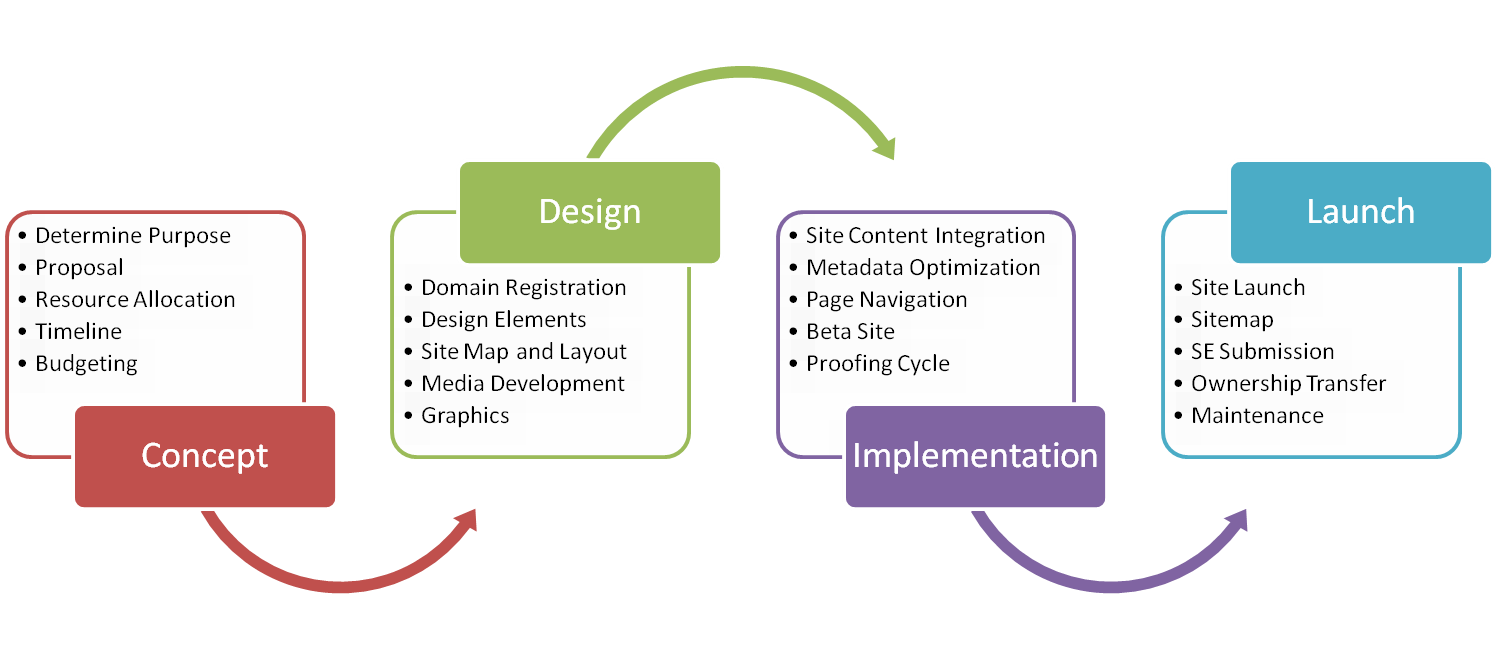 • Determine Purpose
• Proposal
• Resource Allocation
• Timeline
• Budgeting
Concept
Design
• Domain Registration
• Design Elements
• Site Map and Layout
• Media Development
• Graphics
• Site Content Integration
• Metadata Optimization
• Page Navigation
• Beta Site
• Proofing Cycle
Implementation
Launch
• Site Launch
• Sitemap
• SE Submission
• Ownership Transfer
• Maintenance